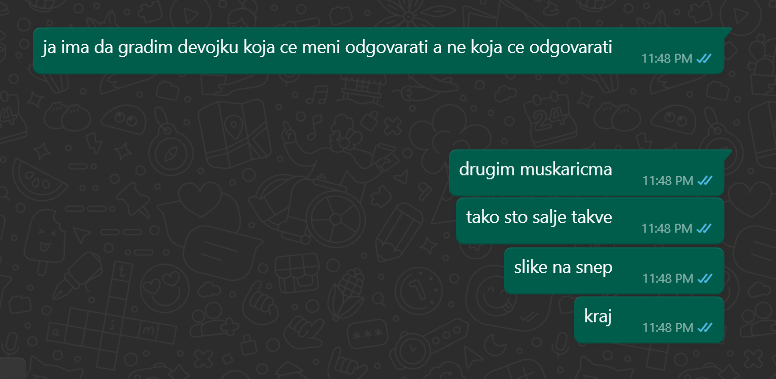 ja ima da gradim devojku koja ce meni odgovarati a ne koja ce odgovarati
11:48 PM
drugim muskaricma
11:48 PM
tako sto salje takve
11:48 PM
slike na snep
11:48 PM
kraj
11:48 PM